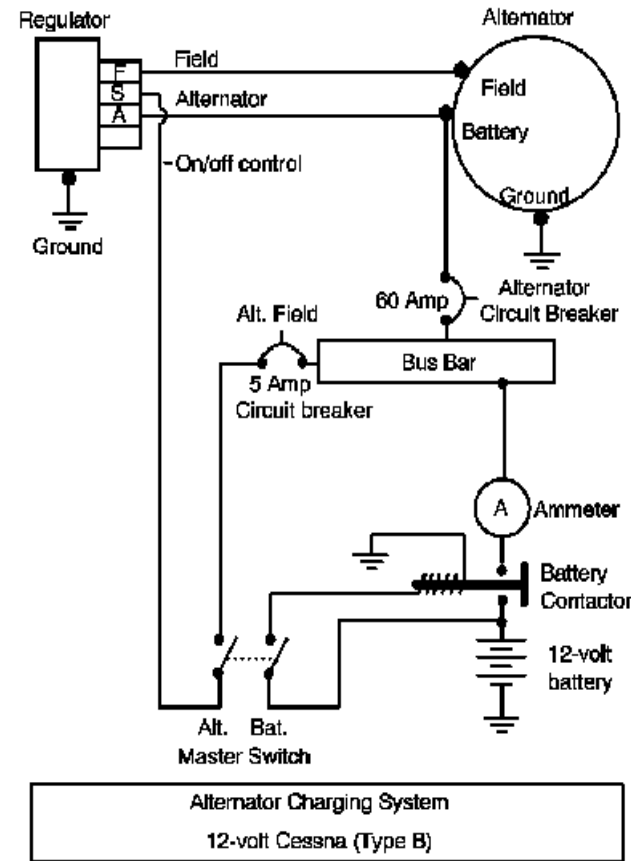 Regulator
Alternator
F
Field
Field
S
Alternator
A
Battery
On/off control
Ground
Ground
60 Amp
Alternator
Circuit Breaker
Alt. Field
Bus Bar
5 Amp
Circuit breaker
A
Ammeter
Battery
Contactor
12-volt
battery
Alt.
Bat.
Master Switch
Alternator Charging System
12-volt Cessna (Type B)